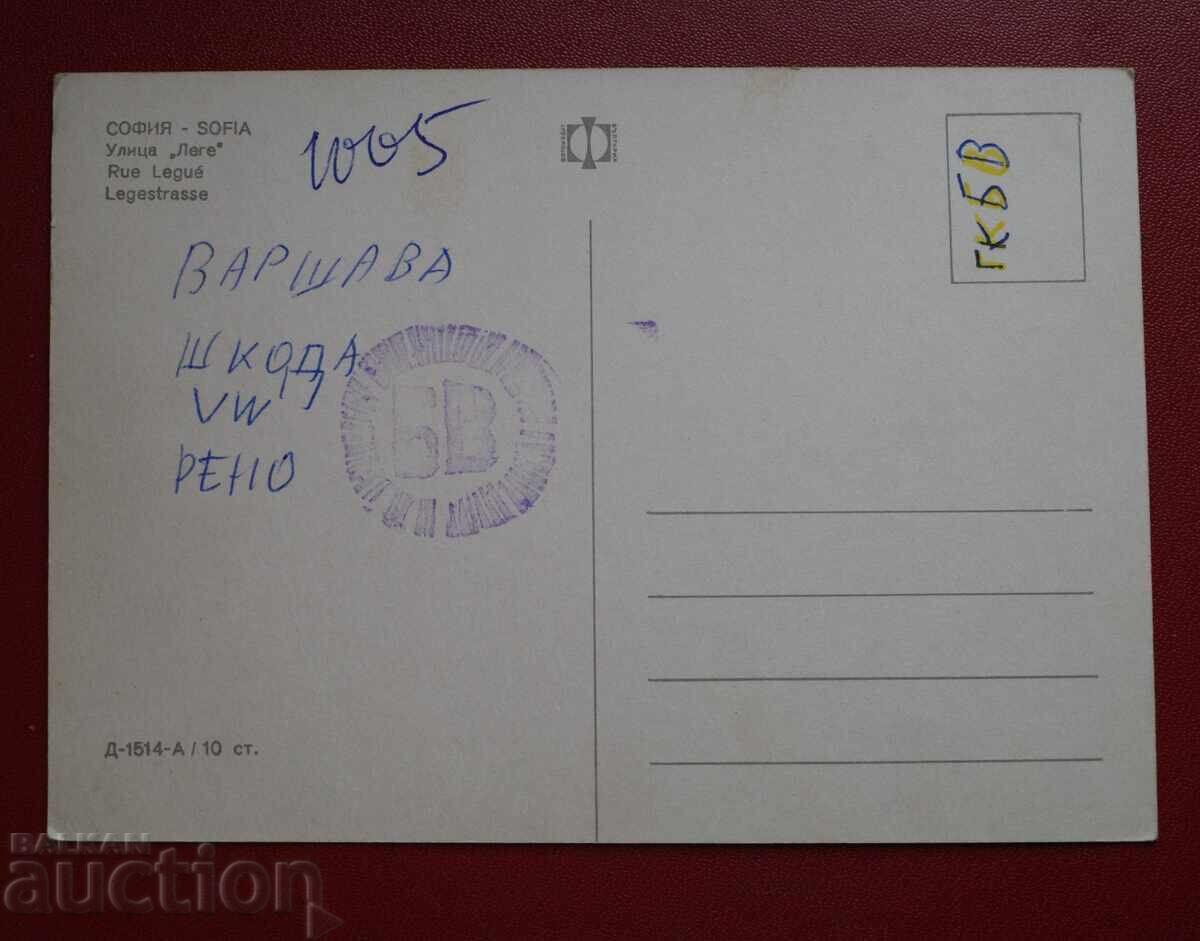 СОФИЯ - SOFIA
Улица „Леге"
Rue Legué
Legestrasse
1005
ГКБВ
ВАРШАВА
ШКОДА
VW
РЕНО
БВ
Д-1514-А / 10 ст.
BALKAN
auction